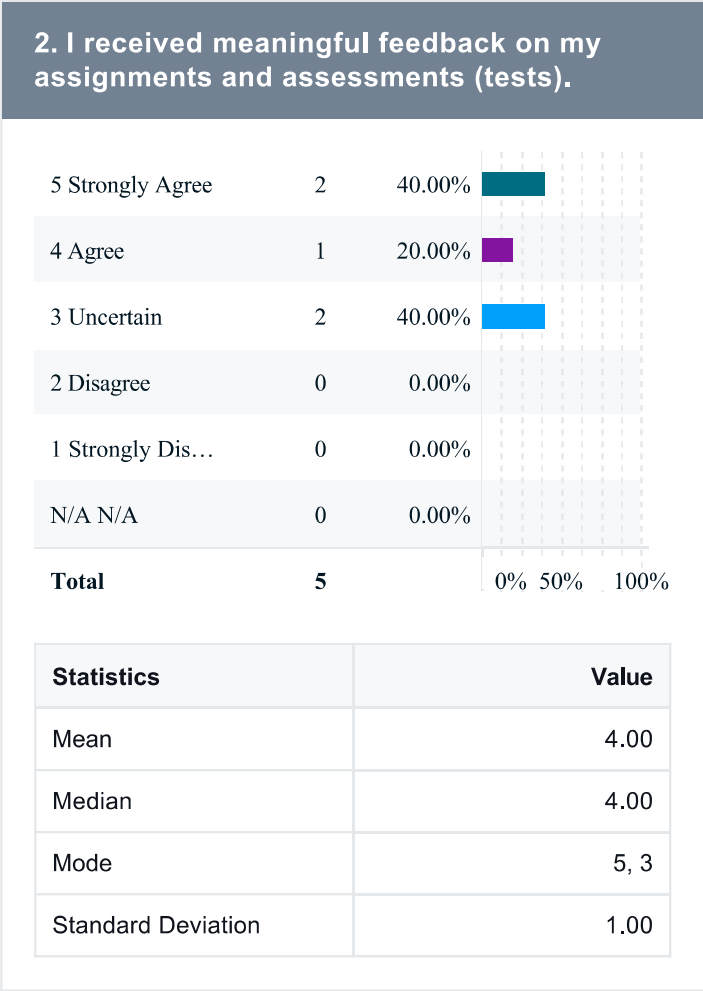 2. I received meaningful feedback on my
assignments and assessments (tests).
5 Strongly Agree 2 40.00%
4 Agree 1 20.00%
3 Uncertain 2 40.00%
2 Disagree 0 0.00%
1 Strongly Dis... 0 0.00%
N/A N/A 0 0.00%
Total 5 0% 50% 100%
Statistics Value
Mean 4.00
Median 4.00
Mode 5, 3
Standard Deviation 1.00